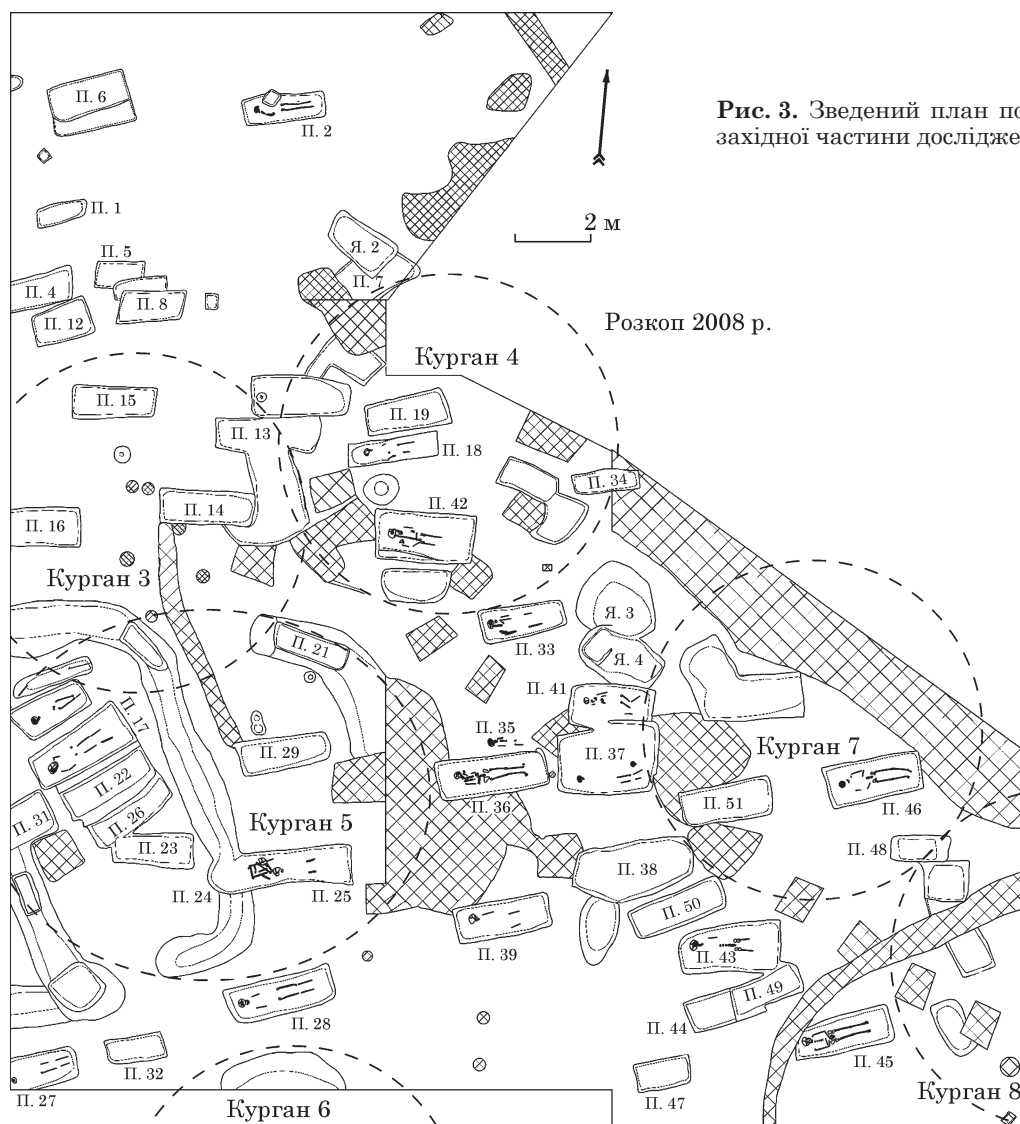 Рис. 3. Зведений план по
західної частини дослідже
П. 6
П. 2
П. 1
2 м
Я. 2
П. 5
П. 7
П. 4
П. 8
П. 12
Розкоп 2008 р.
Курган 4
П. 15
П. 19
П. 13
П. 18
П. 34
П. 14
П. 42
П. 16
Курган 3
Я. 3
П. 21
П. 33
Я. 4
П. 41
П. 17
П. 35
П. 29
П. 37
Курган 7
П. 22
П. 36
П. 51
П. 46
П. 31
П. 26
Курган 5
П. 23
П. 48
П. 38
П. 24
П. 25
П. 50
П. 39
П. 43
П. 49
П. 28
П. 44
П. 45
П. 32
П. 27
П. 47
Курган 8
Курган 6